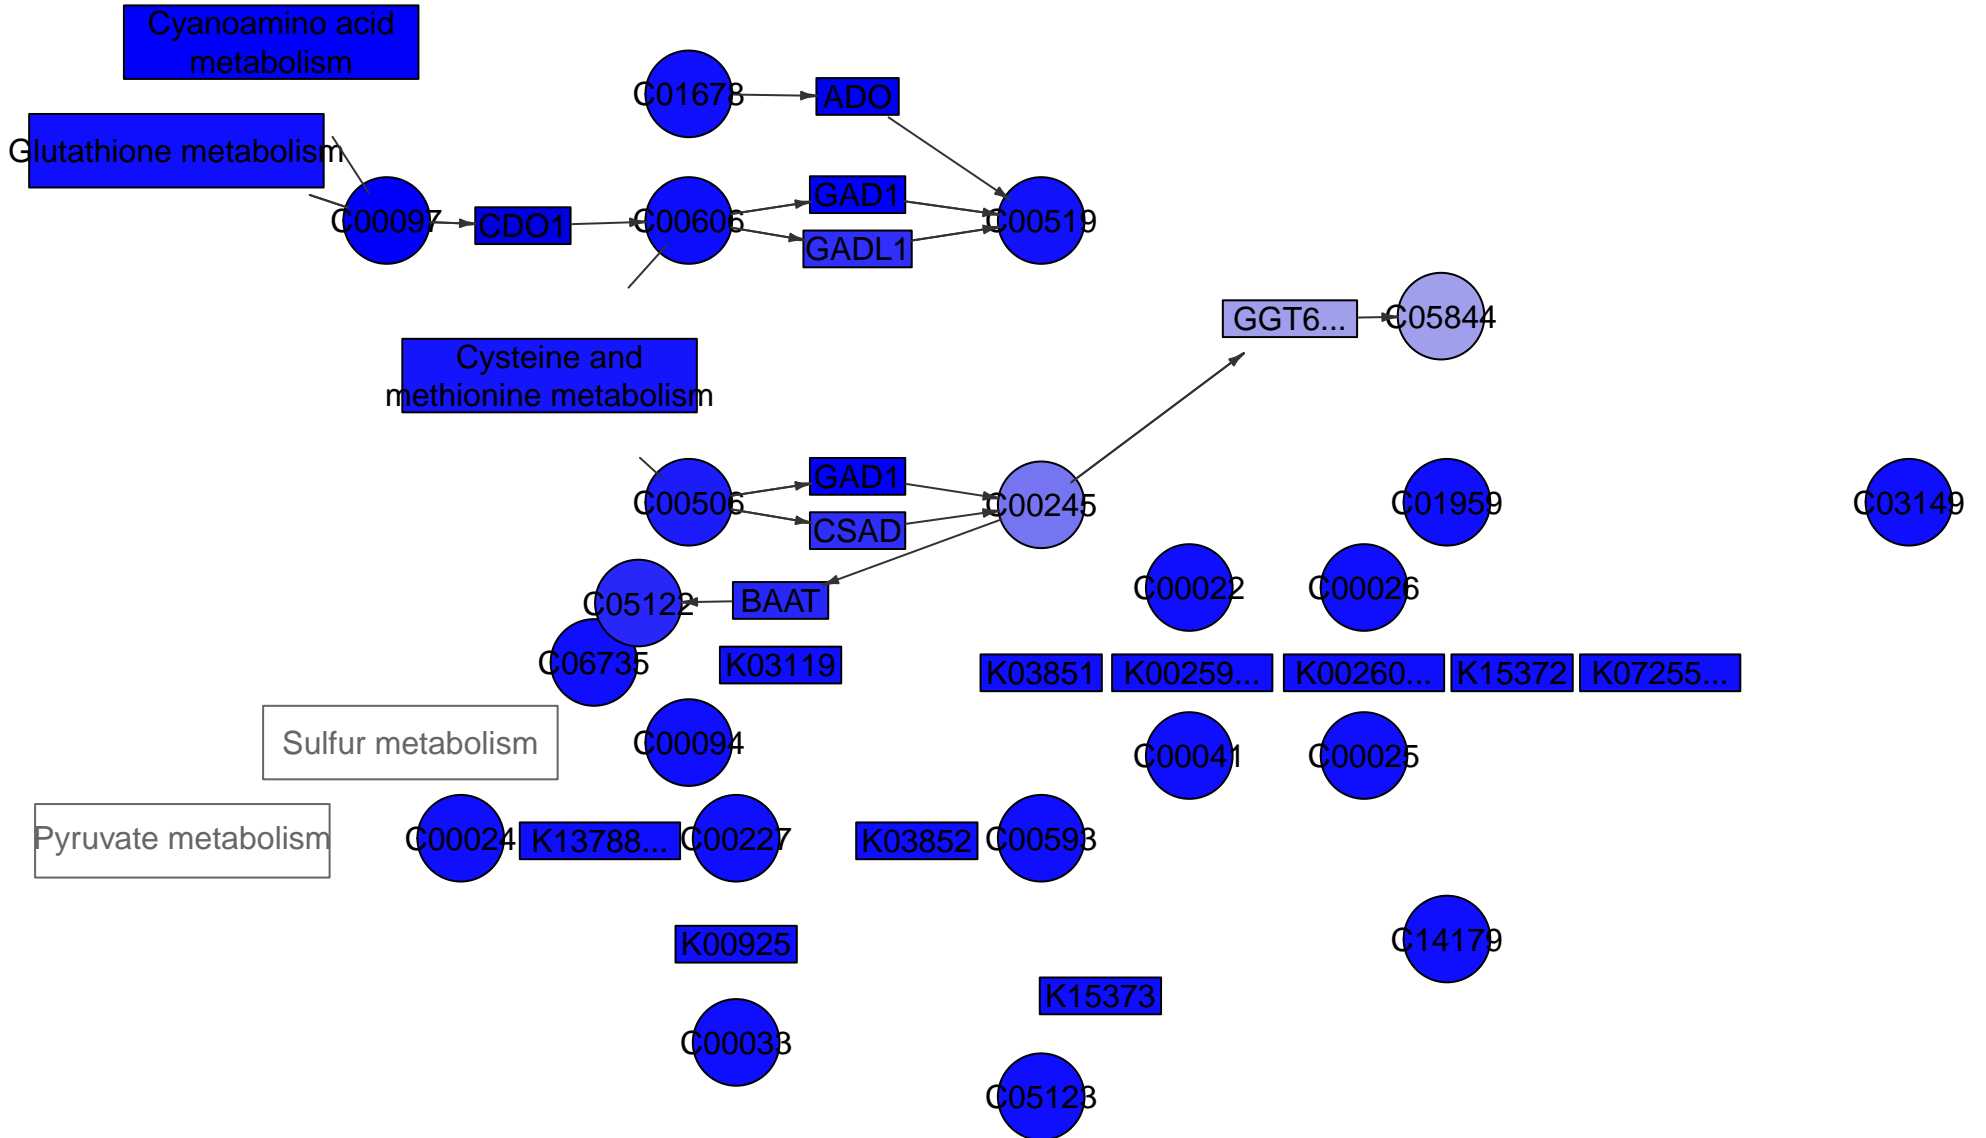 Cyanoamino acid
metabolism
C01678
ADO
Glutathione metabolism
C00097
CDO1
C00606
GAD1
GADL1
C00519
GGT6...
C05844
Cysteine and
methionine metabolism
C00506
GAD1
CSAD
C00245
C01959
C03149
C05122
BAAT
C00022
C00026
C06735
K03119
K03851
K00259...
K00260...
K15372
K07255...
Sulfur metabolism
C00094
C00041
C00025
Pyruvate metabolism
C00024
K13788...
C00227
K03852
C00593
K00925
C14179
K15373
C00033
C05123